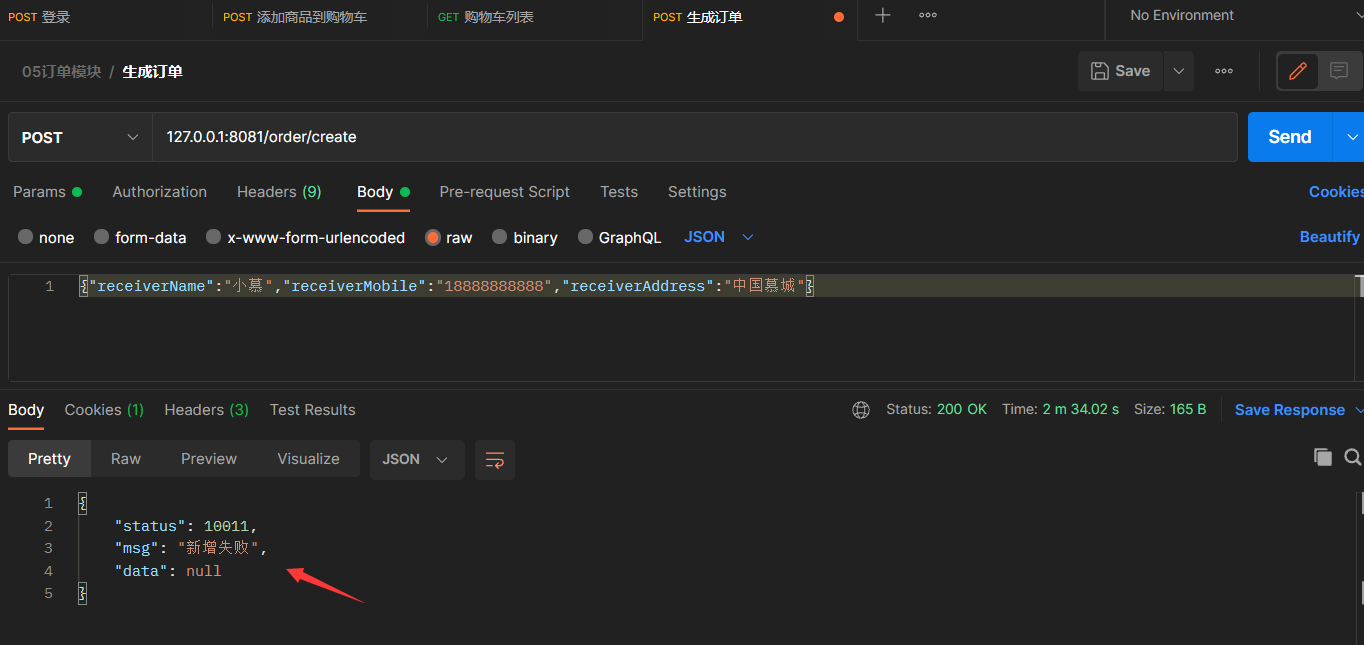 POST 登录 POST 添加商品到购物车 GET 购物车列表 POST 生成订单 No Environment
05订单模块 / 生成订单 Save
POST 127.0.0.1:8081/order/create Send
Params Authorization Headers (9) Body Pre-request Script Tests Settings Cookies
none form-data x-www-form-urlencoded raw binary GraphQL JSON Beautify
1 {"receiverName":"小慕","receiverMobile":"18888888888","receiverAddress":"中国慕城"}
Body Cookies (1) Headers (3) Test Results Status: 200 OK Time: 2 m 34.02 s Size: 165 B Save Response
Pretty Raw Preview Visualize JSON
1 {
2 "status": 10011,
3 "msg": "新增失败",
4 "data": null
5 }